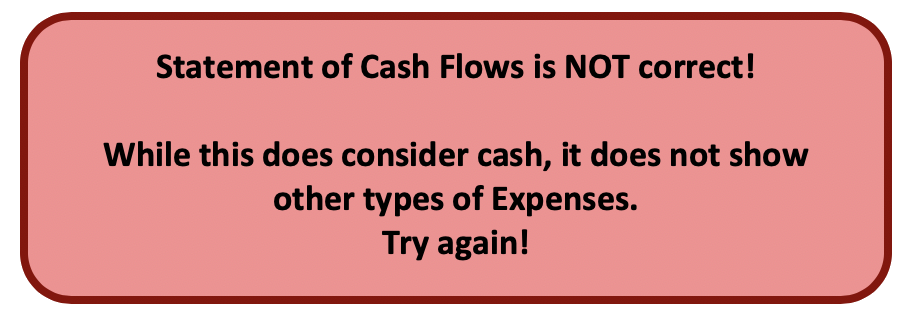 Statement of Cash Flows is NOT correct!
While this does consider cash, it does not show
other types of Expenses.
Try again!